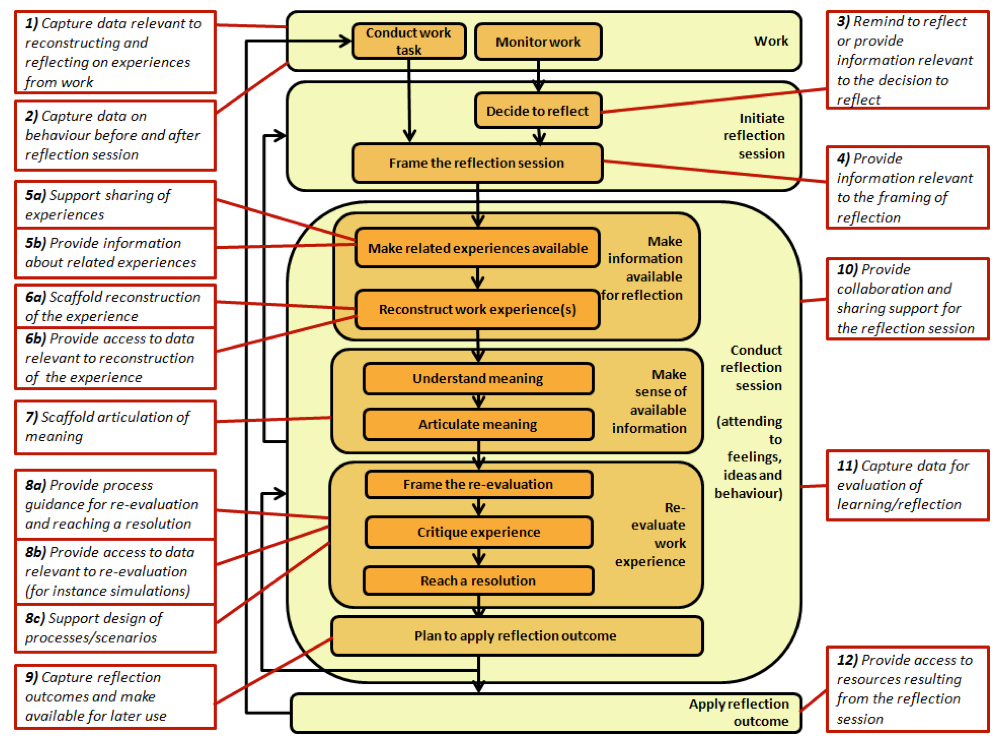 1) Capture data relevant to
reconstructing and
reflecting on experiences
from work
2) Capture data on
behaviour before and after
reflection session
5a) Support sharing of
experiences
5b) Provide information
about related experiences
6a) Scaffold reconstruction
of the experience
6b) Provide access to data
relevant to reconstruction
of the experience
7) Scaffold articulation of
meaning
8a) Provide process
guidance for re-evaluation
and reaching a resolution
8b) Provide access to data
relevant to re-evaluation
(for instance simulations)
8c) Support design of
processes/scenarios
9) Capture reflection
outcomes and make
available for later use
Conduct work
task
Monitor work
Work
Decide to reflect
Initiate
reflection
session
Frame the reflection session
Make related experiences available
Make
information
available
for reflection
Reconstruct work experience(s)
Understand meaning
Make
sense of
available
information
Articulate meaning
Conduct
reflection
session
(attending
to
feelings,
ideas and
behaviour)
Frame the re-evaluation
Critique experience
Re-
evaluate
work
experience
Reach a resolution
Plan to apply reflection outcome
Apply reflection
outcome
3) Remind to reflect
or provide
information relevant
to the decision to
reflect
4) Provide
information relevant
to the framing of
reflection
10) Provide
collaboration and
sharing support for
the reflection session
11) Capture data for
evaluation of
learning/reflection
12) Provide access to
resources resulting
from the reflection
session